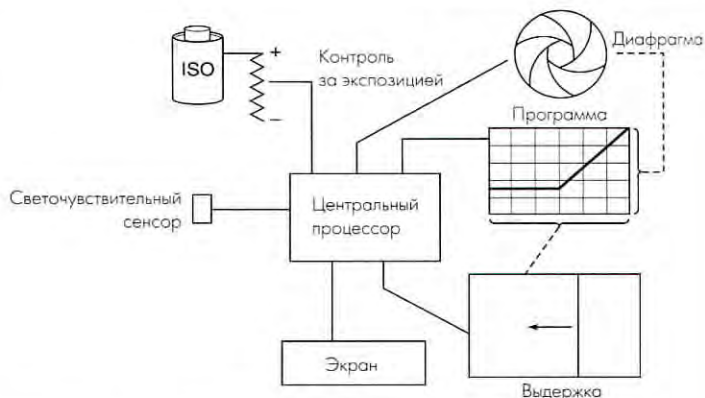 ISO
+
–
Контроль
за экспозицией
Диафрагма
Программа
Светочувствительный
сенсор
Центральный
процессор
Экран
Выдержка